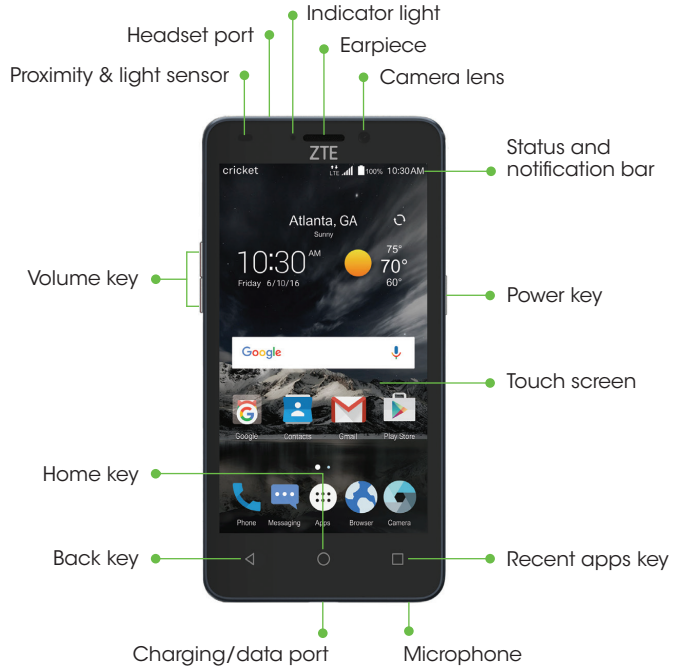 Indicator light
Headset port
Earpiece
Proximity & light sensor
Camera lens
ZTE
cricket
LTE 100% 10:30AM
Status and
notification bar
Atlanta, GA
Sunny
10:30 AM
75°
70°
60°
Friday 6/10/16
Volume key
Power key
Google
Touch screen
Google Contacts Gmail Play Store
Home key
Phone Messaging Apps Browser Camera
Back key
Recent apps key
Charging/data port
Microphone